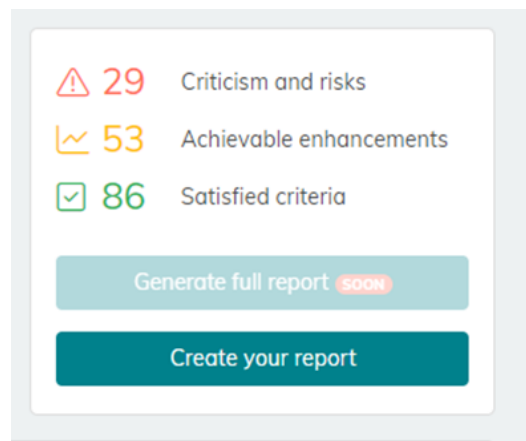 29 Criticism and risks
53 Achievable enhancements
86 Satisfied criteria
Generate full report SOON
Create your report